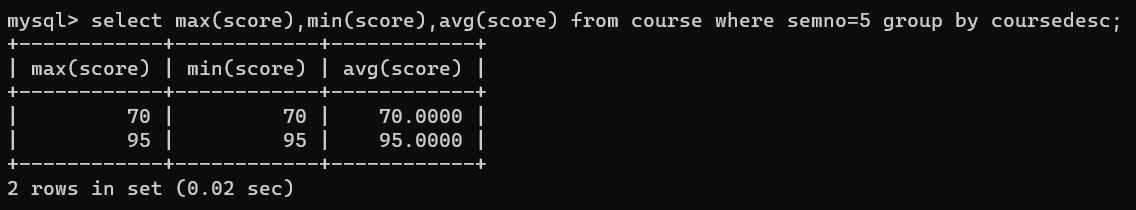 mysql> select max(score),min(score),avg(score) from course where semno=5 group by coursedesc;
+------------+------------+------------+
| max(score) | min(score) | avg(score) |
+------------+------------+------------+
|         70 |         70 |    70.0000 |
|         95 |         95 |    95.0000 |
+------------+------------+------------+
2 rows in set (0.02 sec)